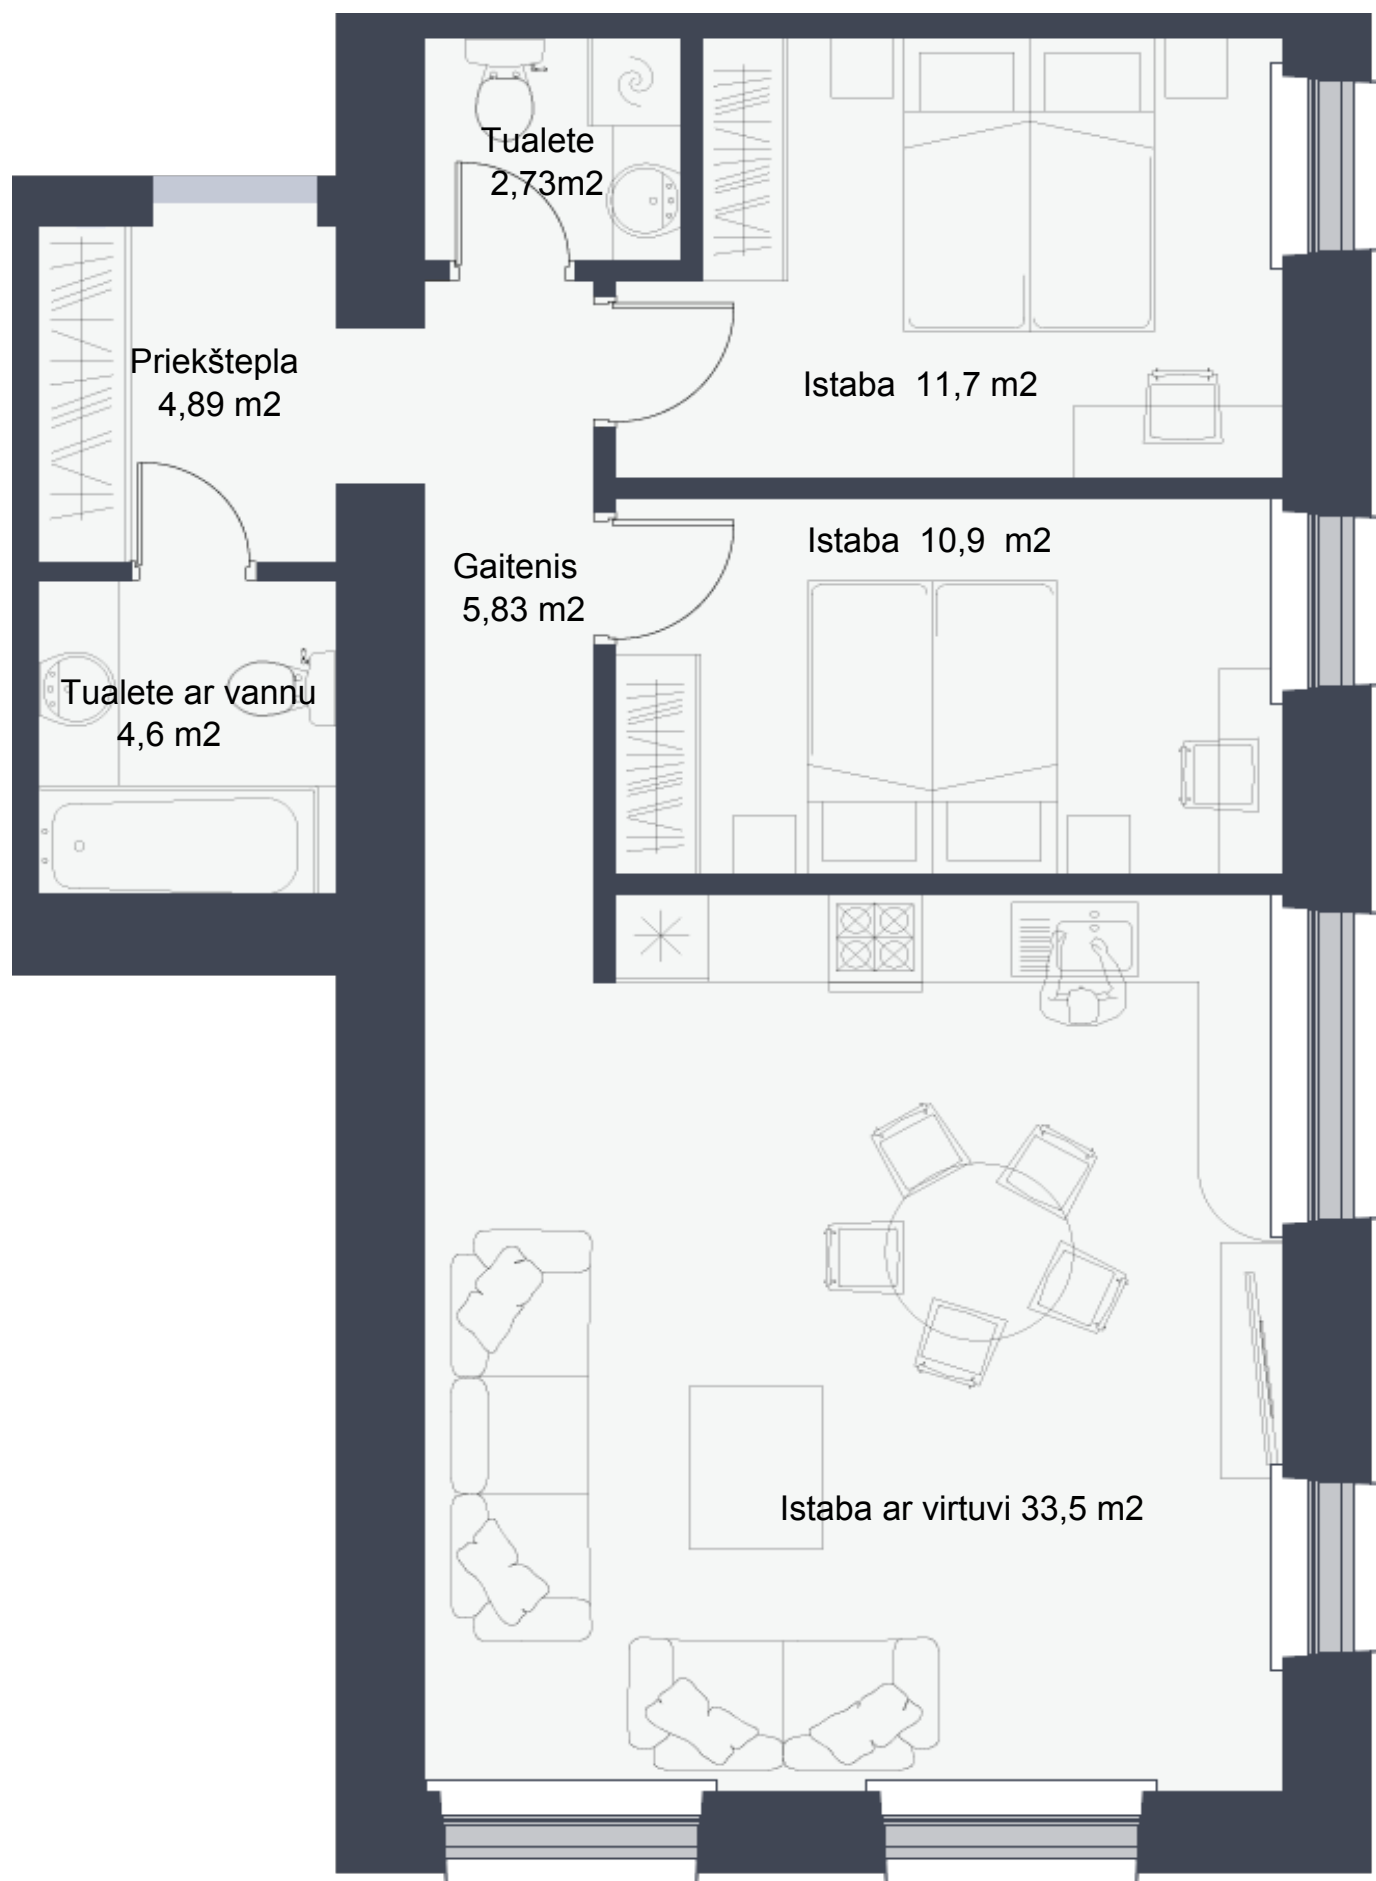 Tualete
2,73m2
Priekštepla
4,89 m2
Istaba  11,7 m2
Istaba  10,9  m2
Gaitenis
5,83 m2
Tualete ar vannu
4,6 m2
Istaba ar virtuvi 33,5 m2